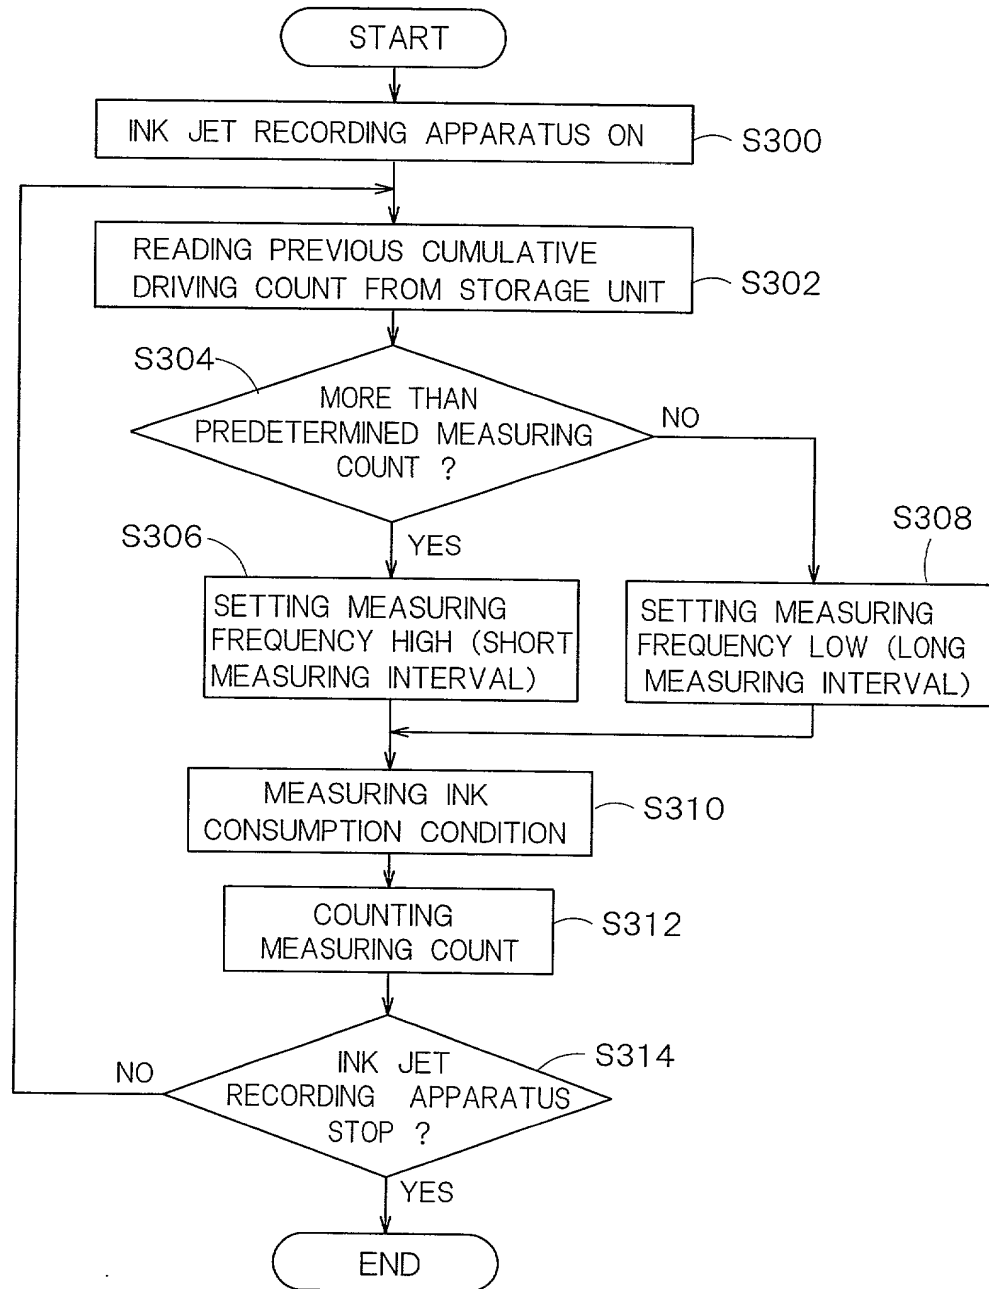 START
INK JET RECORDING APPARATUS ON
S300
READING PREVIOUS CUMULATIVE
DRIVING COUNT FROM STORAGE UNIT
S302
S304
MORE THAN
PREDETERMINED MEASURING
COUNT ?
NO
YES
S306
SETTING MEASURING
FREQUENCY HIGH (SHORT
MEASURING INTERVAL)
S308
SETTING MEASURING
FREQUENCY LOW (LONG
MEASURING INTERVAL)
MEASURING INK
CONSUMPTION CONDITION
S310
COUNTING
MEASURING COUNT
S312
INK JET
RECORDING APPARATUS
STOP ?
S314
NO
YES
END